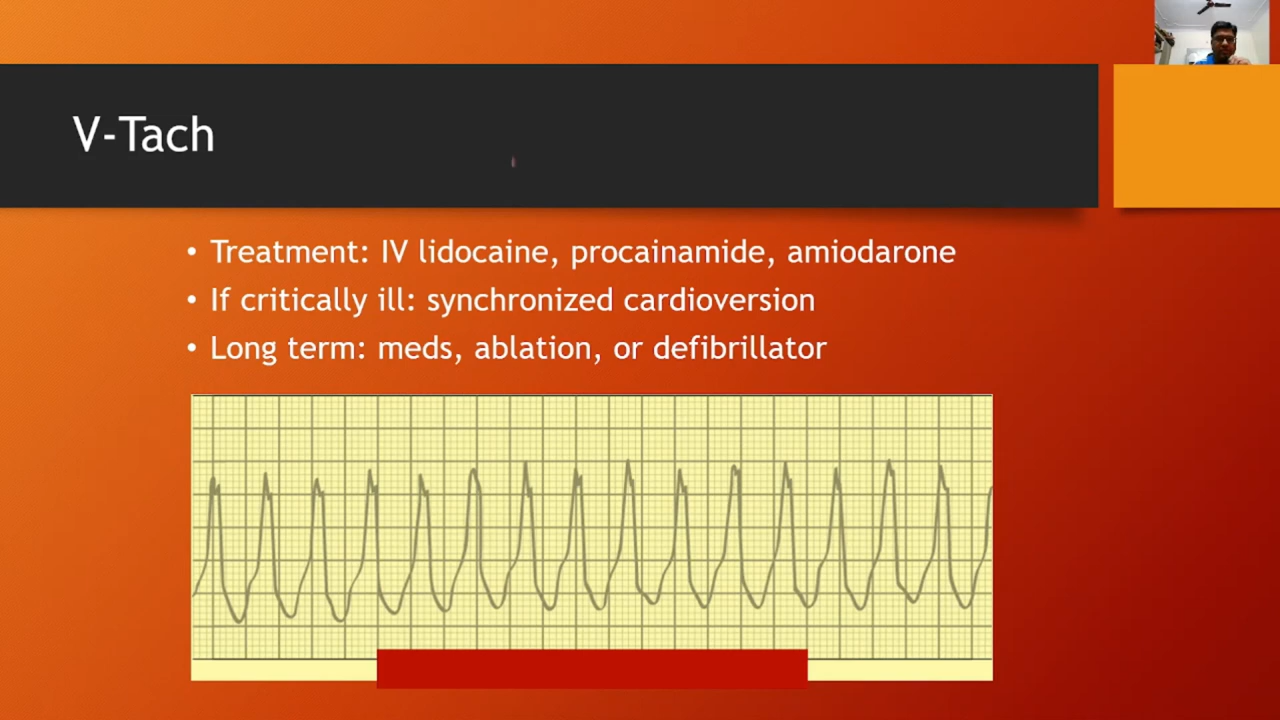 V-Tach
• Treatment: IV lidocaine, procainamide, amiodarone
• If critically ill: synchronized cardioversion
• Long term: meds, ablation, or defibrillator